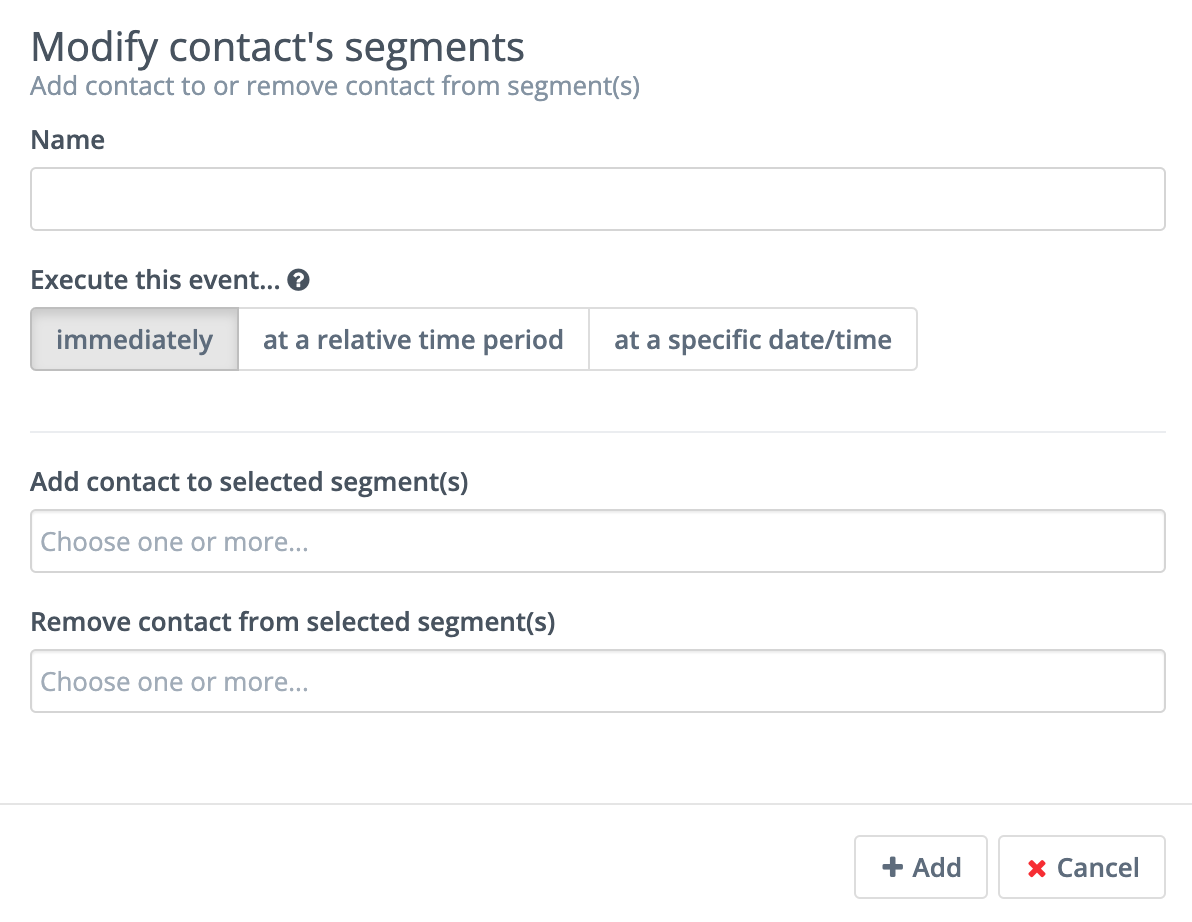 Modify contact's segments
Add contact to or remove contact from segment(s)
Name
Execute this event... ?
immediately at a relative time period at a specific date/time
Add contact to selected segment(s)
Choose one or more...
Remove contact from selected segment(s)
Choose one or more...
Add Cancel